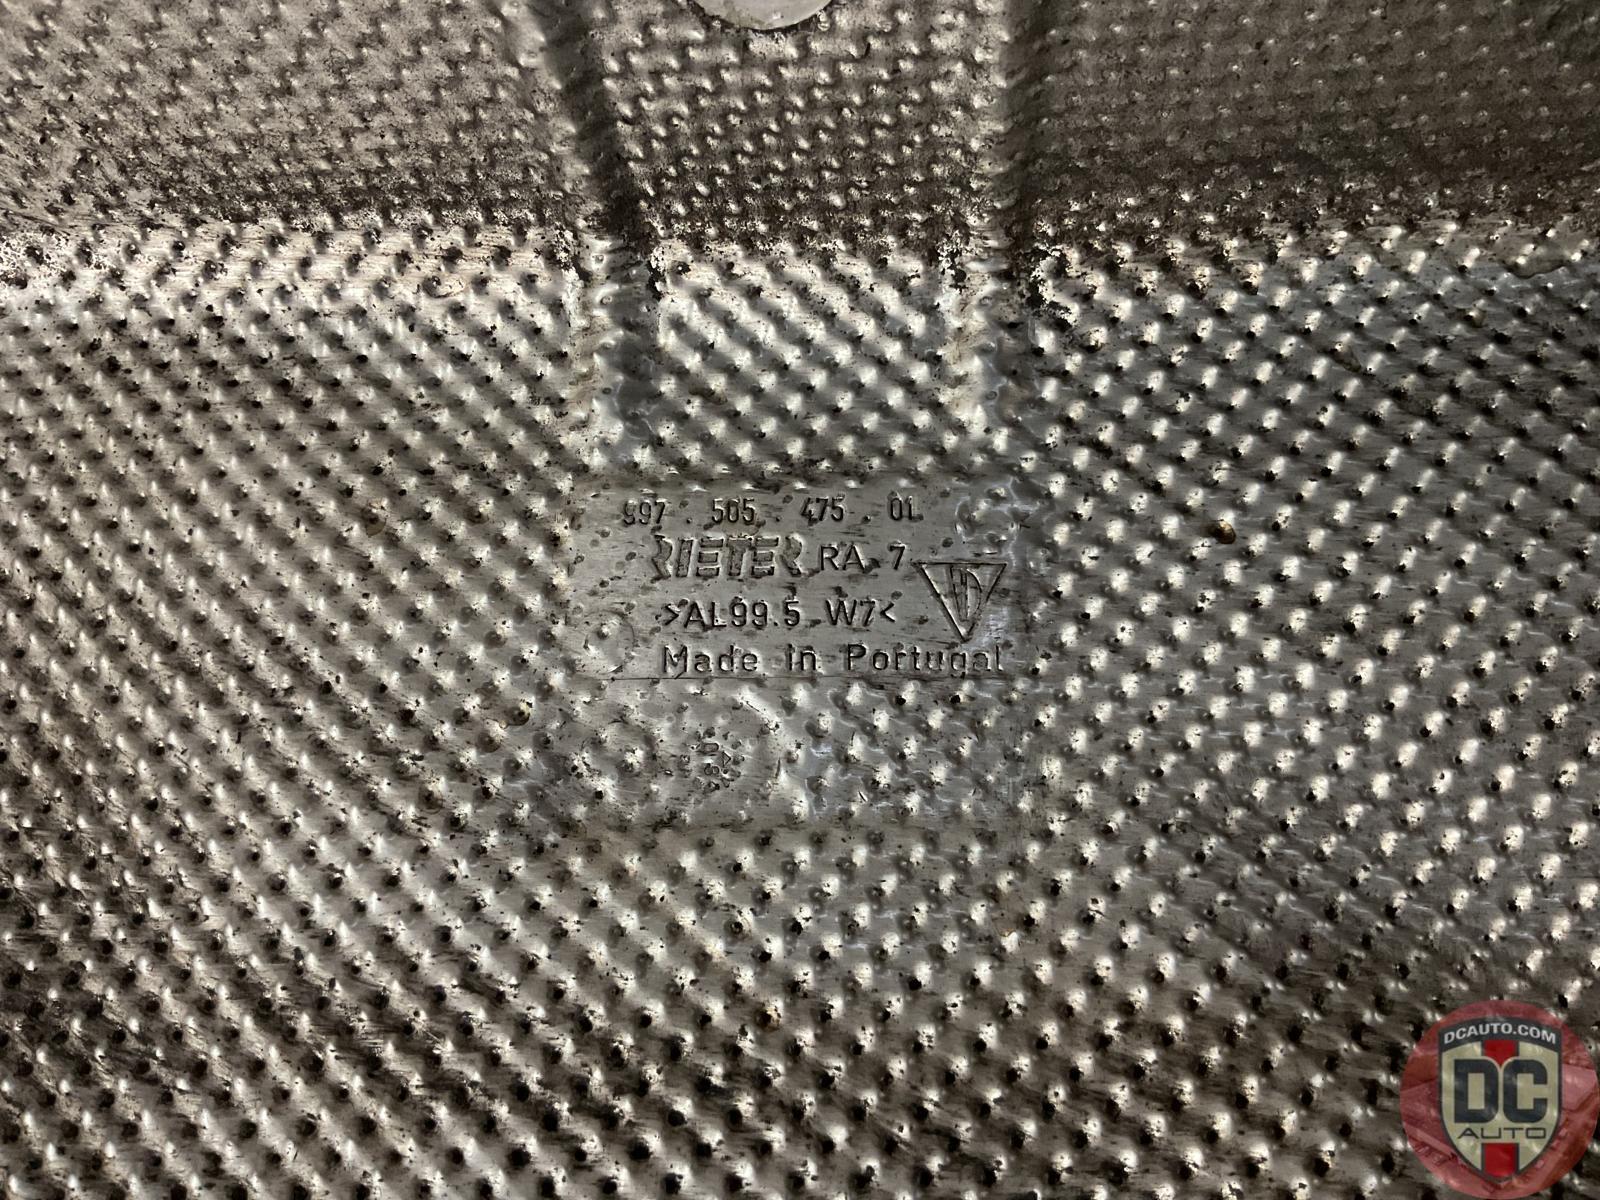 997 . 505 . 475 . 01
RIETER RA 7
>AL99.5 W7<
Made in Portugal
DCAUTO.COM
DC
AUTO